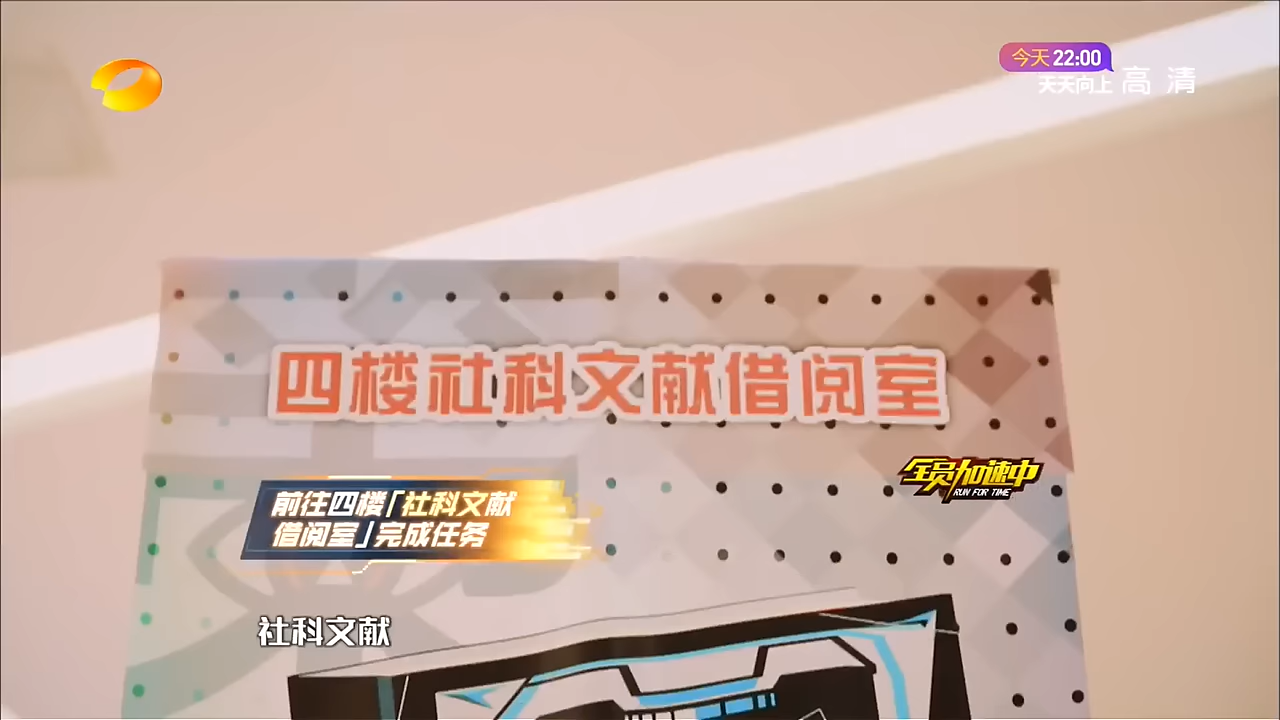 今天22:00
天天向上 高清
四楼社科文献借阅室
全员加速中
RUN FOR TIME
前往四楼「社科文献
借阅室」完成任务
社科文献